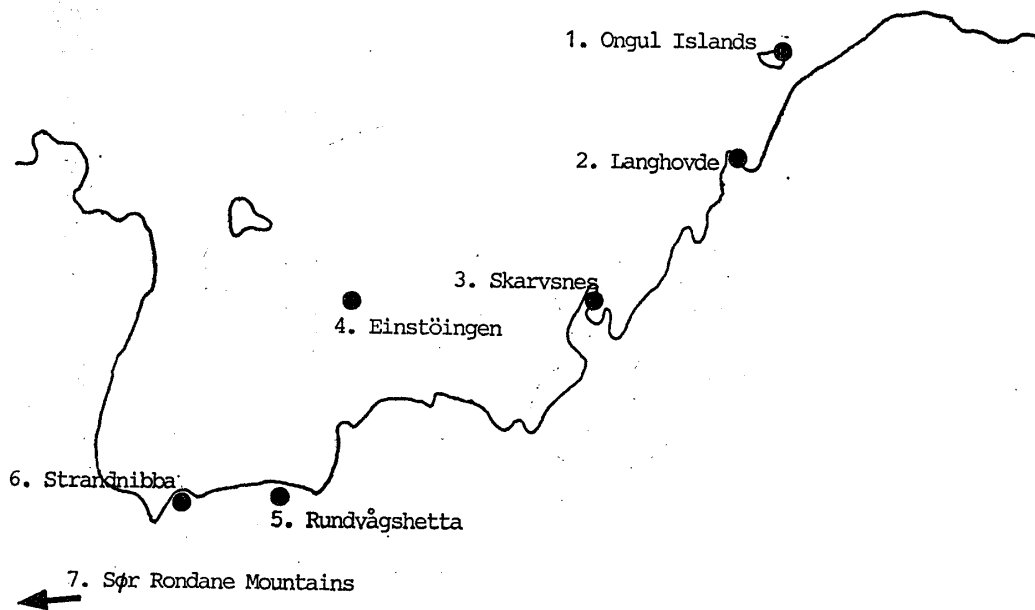 1. Ongul Islands
2. Langhovde
3. Skarvsnes
4. Einstöingen
5. Rundvågshetta
6. Strandnibba
7. Sør Rondane Mountains